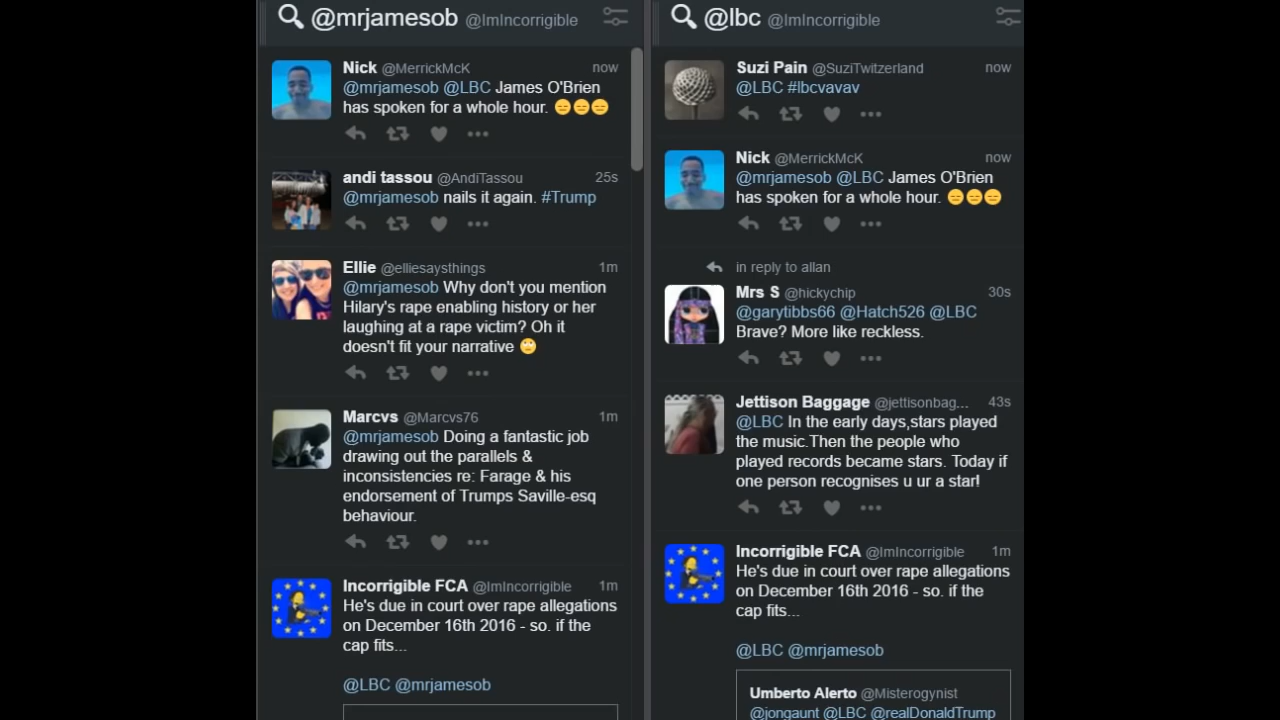 @mrjamesob @ImIncorrigible
Nick @MerrickMcK now
@mrjamesob @LBC James O'Brien
has spoken for a whole hour. 😑😑😑
andi tassou @AndiTassou 25s
@mrjamesob nails it again. #Trump
Ellie @elliesaysthings 1m
@mrjamesob Why don't you mention
Hilary's rape enabling history or her
laughing at a rape victim? Oh it
doesn't fit your narrative 🙄
Marcvs @Marcvs76 1m
@mrjamesob Doing a fantastic job
drawing out the parallels &
inconsistencies re: Farage & his
endorsement of Trumps Saville-esq
behaviour.
Incorrigible FCA @ImIncorrigible 1m
He's due in court over rape allegations
on December 16th 2016 - so. if the
cap fits...
@LBC @mrjamesob
@lbc @ImIncorrigible
Suzi Pain @SuziTwitzerland now
@LBC #lbcvavav
Nick @MerrickMcK now
@mrjamesob @LBC James O'Brien
has spoken for a whole hour. 😑😑😑
in reply to allan
Mrs S @hickychip 30s
@garytibbs66 @Hatch526 @LBC
Brave? More like reckless.
Jettison Baggage @jettisonbag... 43s
@LBC In the early days,stars played
the music.Then the people who
played records became stars. Today if
one person recognises u ur a star!
Incorrigible FCA @ImIncorrigible 1m
He's due in court over rape allegations
on December 16th 2016 - so. if the
cap fits...
@LBC @mrjamesob
Umberto Alerto @Misterogynist
@jongaunt @LBC @realDonaldTrump